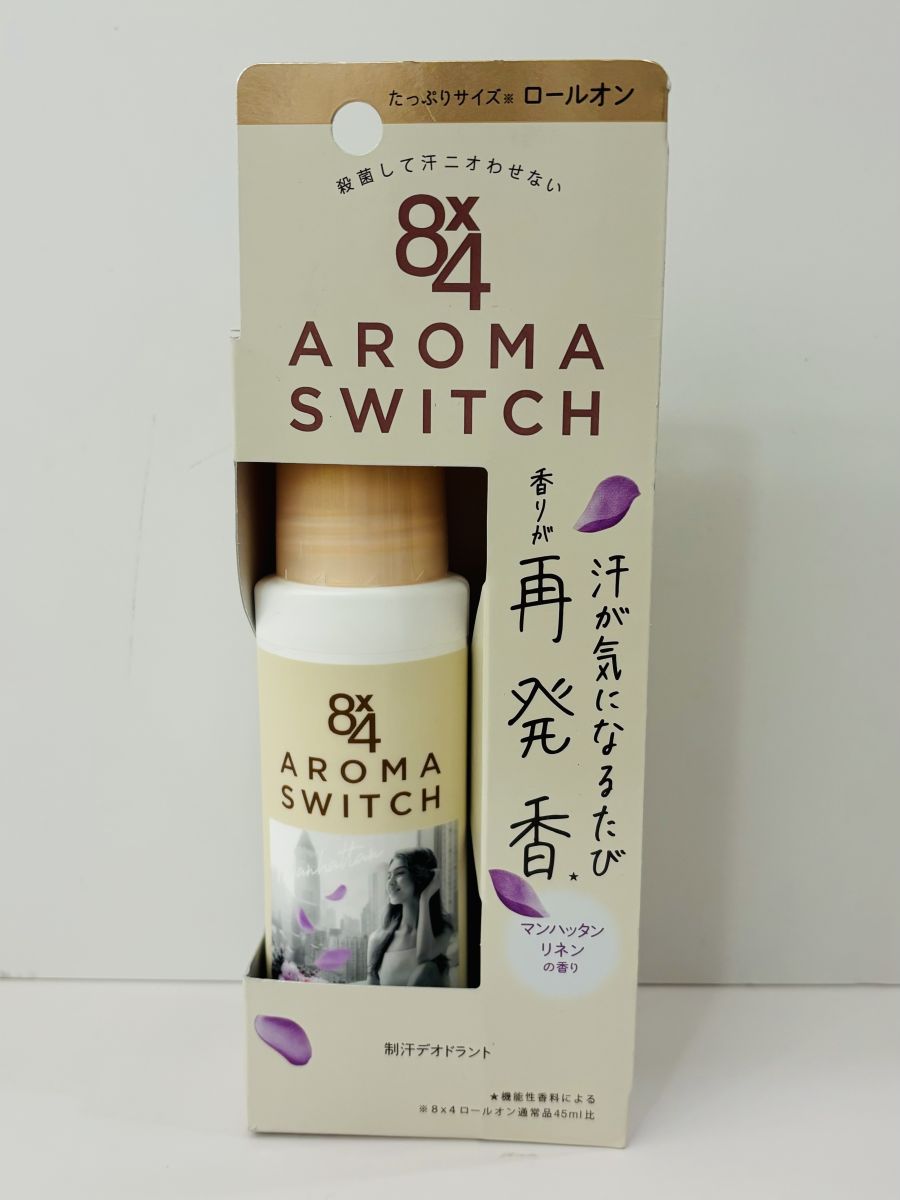 たっぷりサイズ※ ロールオン
殺菌して汗ニオわせない
8x4
AROMA
SWITCH
汗が気になるたび
香りが再発香★
マンハッタン
リネン
の香り
8x4
AROMA
SWITCH
manhattan
制汗デオドラント
★機能性香料による
※8x4ロールオン通常品45ml比